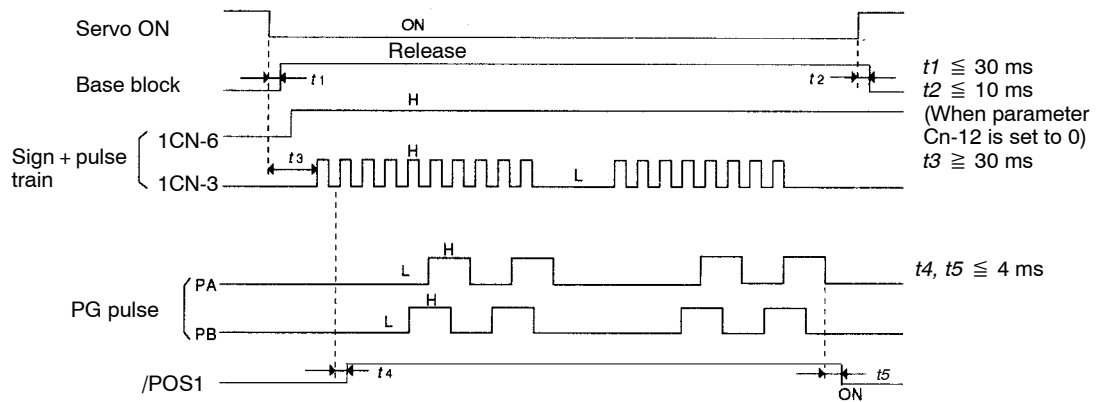 Servo ON
ON
Release
Base block
t1
t2
t1 ≦ 30 ms
t2 ≦ 10 ms
(When parameter
Cn-12 is set to 0)
t3 ≧ 30 ms
H
1CN-6
Sign + pulse
train
t3
H
1CN-3
L
H
L
PA
t4, t5 ≦ 4 ms
PG pulse
H
L
PB
/POS1
t4
t5
ON